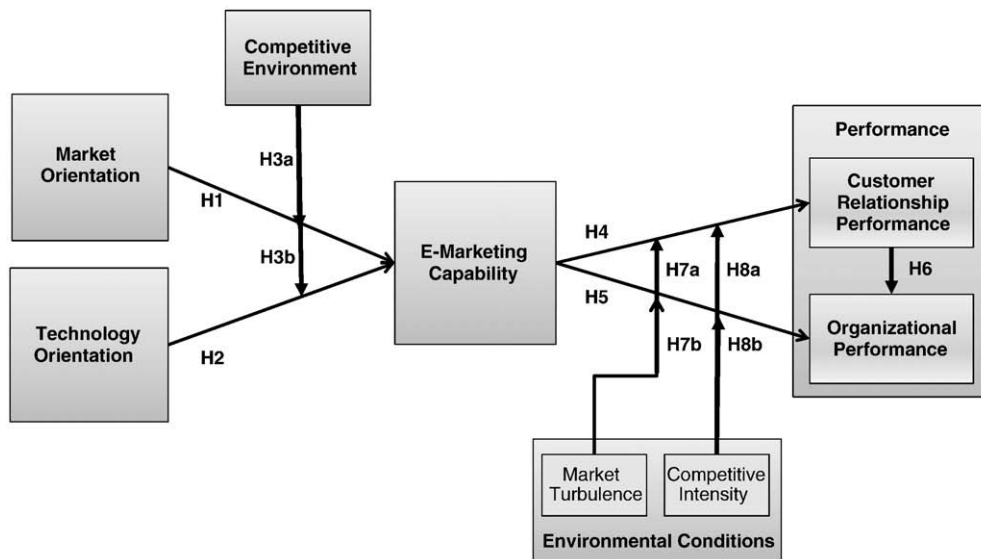 Competitive
Environment
Market
Orientation
H3a
H1
H3b
Technology
Orientation
H2
E-Marketing
Capability
H4
H5
H7a
H8a
H7b
H8b
Performance
Customer
Relationship
Performance
H6
Organizational
Performance
Market
Turbulence
Competitive
Intensity
Environmental Conditions